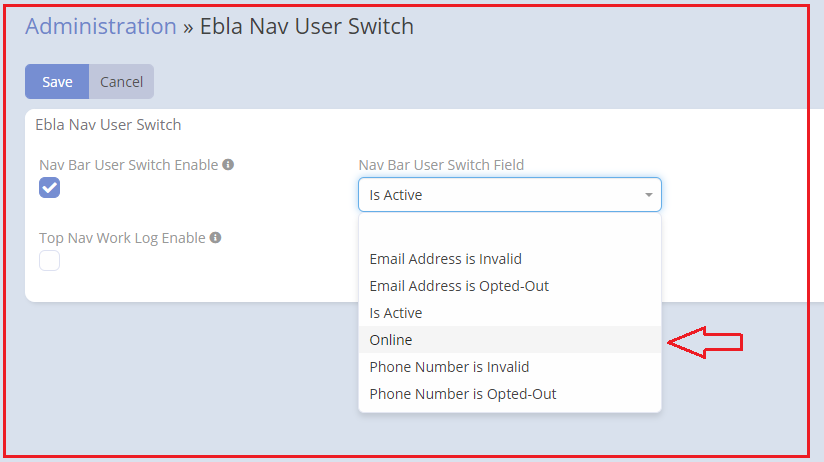 Administration » Ebla Nav User Switch
Save Cancel
Ebla Nav User Switch
Nav Bar User Switch Enable
Nav Bar User Switch Field
Is Active
Top Nav Work Log Enable
Email Address is Invalid
Email Address is Opted-Out
Is Active
Online
Phone Number is Invalid
Phone Number is Opted-Out